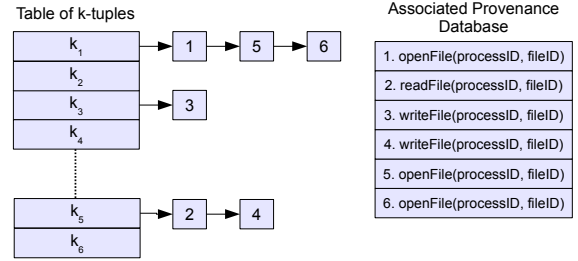 Table of k-tuples
k1 1 5 6
k2
k3 3
k4
k5 2 4
k6
Associated Provenance
Database
1. openFile(processID, fileID)
2. readFile(processID, fileID)
3. writeFile(processID, fileID)
4. writeFile(processID, fileID)
5. openFile(processID, fileID)
6. openFile(processID, fileID)